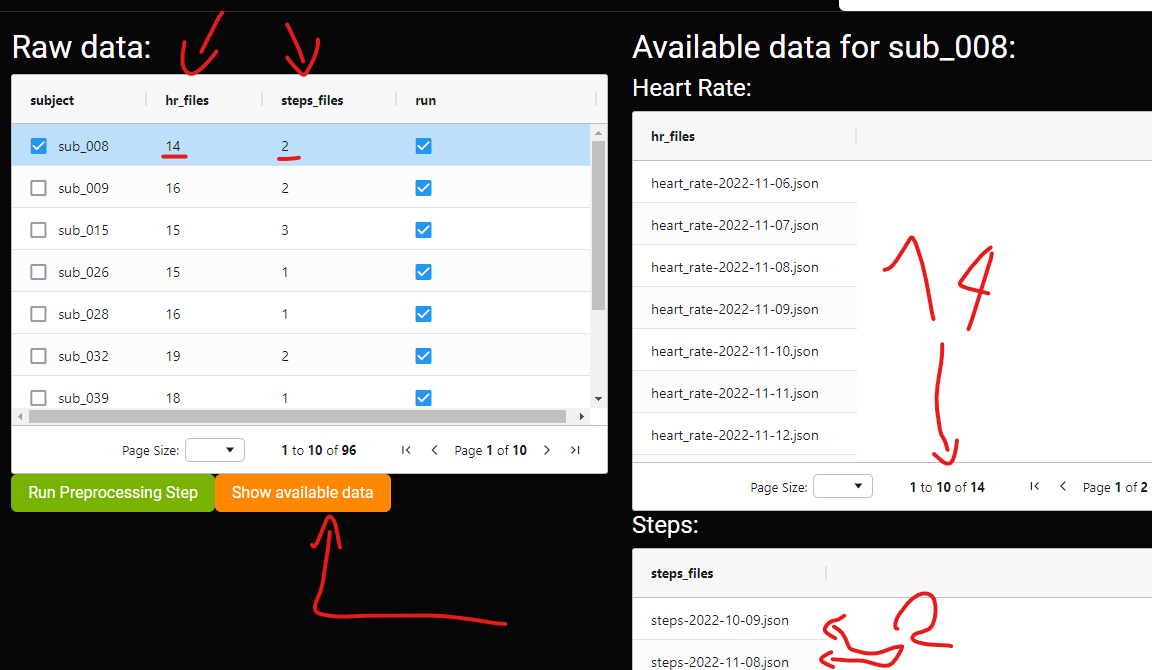 Raw data:
subject hr_files steps_files run
sub_008 14 2
sub_009 16 2
sub_015 15 3
sub_026 15 1
sub_028 16 1
sub_032 19 2
sub_039 18 1
Page Size: 1 to 10 of 96 Page 1 of 10
Run Preprocessing Step Show available data
Available data for sub_008:
Heart Rate:
hr_files
heart_rate-2022-11-06.json
heart_rate-2022-11-07.json
heart_rate-2022-11-08.json
heart_rate-2022-11-09.json
heart_rate-2022-11-10.json
heart_rate-2022-11-11.json
heart_rate-2022-11-12.json
14
Page Size: 1 to 10 of 14 Page 1 of 2
Steps:
steps_files
steps-2022-10-09.json
steps-2022-11-08.json
2